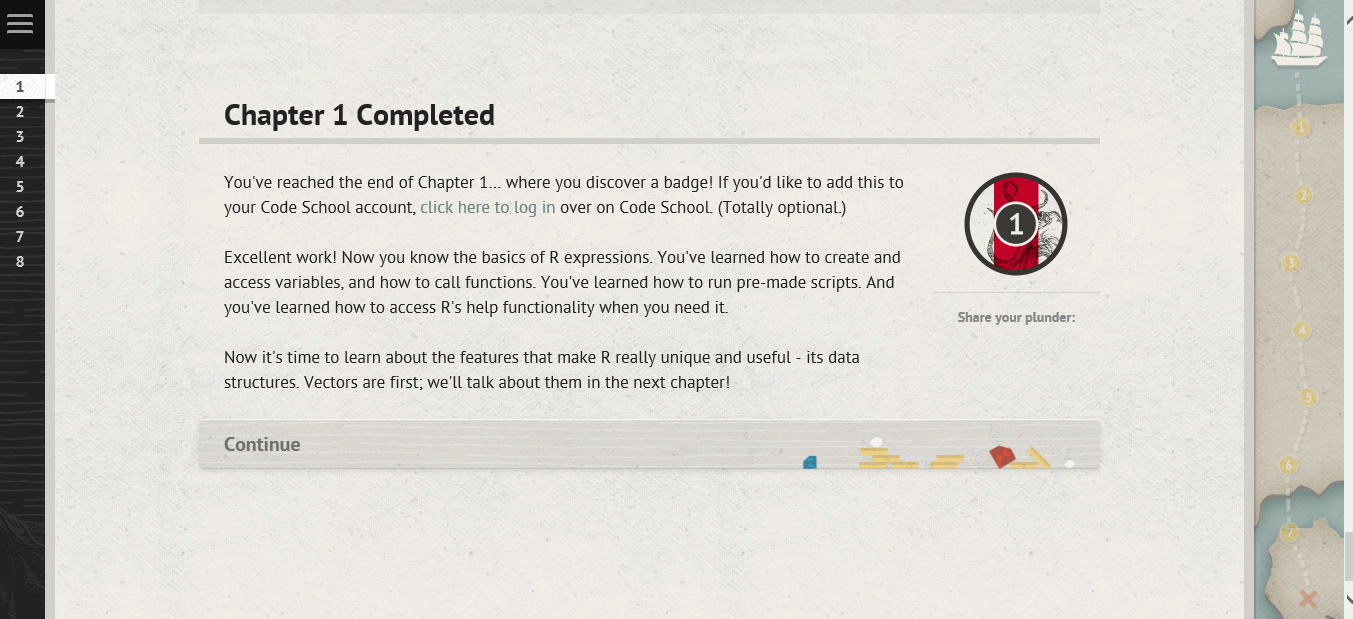 1
2
3
4
5
6
7
8
Chapter 1 Completed
You've reached the end of Chapter 1... where you discover a badge! If you'd like to add this to
your Code School account, click here to log in over on Code School. (Totally optional.)
Excellent work! Now you know the basics of R expressions. You've learned how to create and
access variables, and how to call functions. You've learned how to run pre-made scripts. And
you've learned how to access R's help functionality when you need it.
Now it's time to learn about the features that make R really unique and useful - its data
structures. Vectors are first; we'll talk about them in the next chapter!
1
Share your plunder:
Continue
1
2
3
4
5
6
7